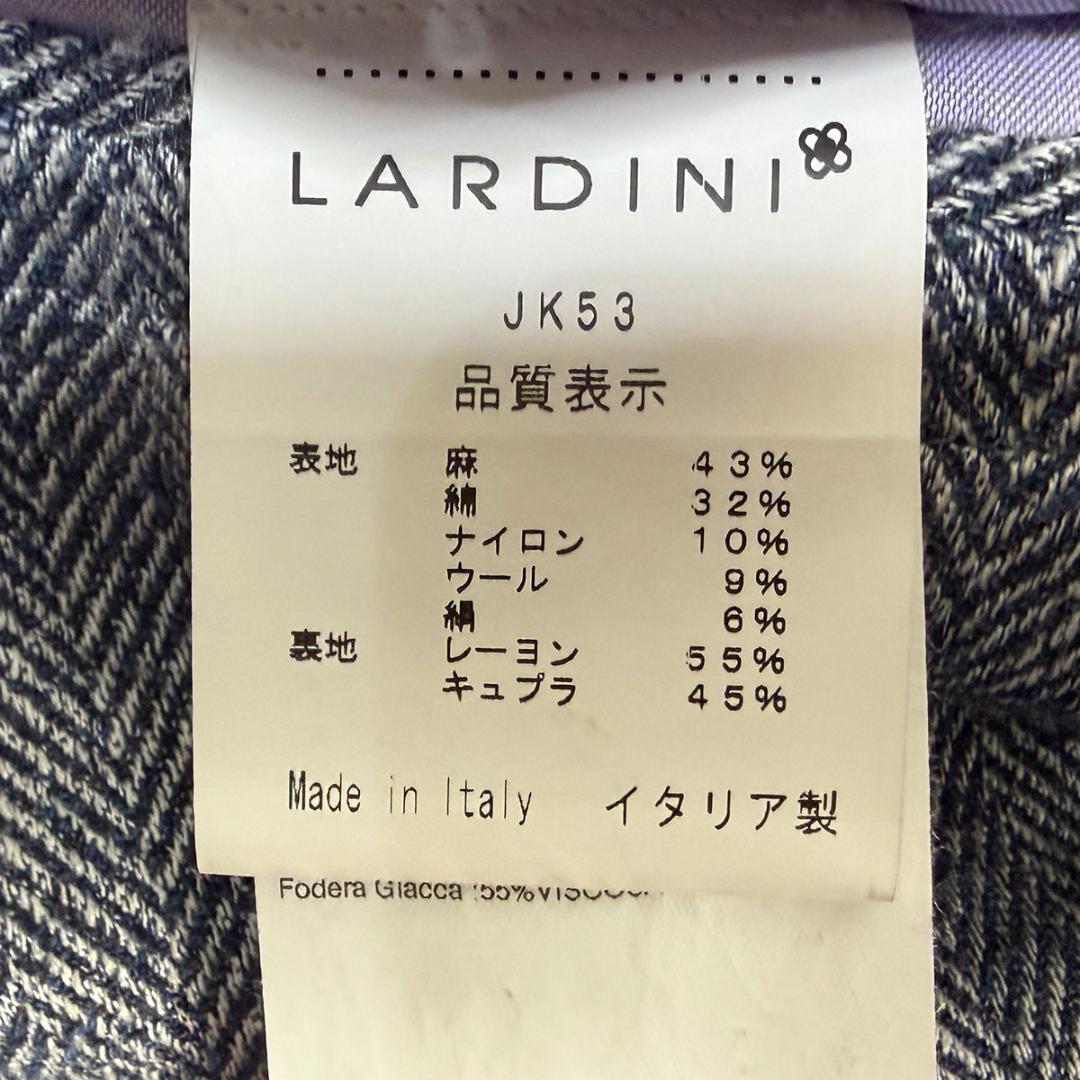 LARDINI
JK53
品質表示
表地 麻 43%
綿 32%
ナイロン 10%
ウール 9%
絹 6%
裏地 レーヨン 55%
キュプラ 45%
Made in Italy イタリア製
Fodera Giacca :55%